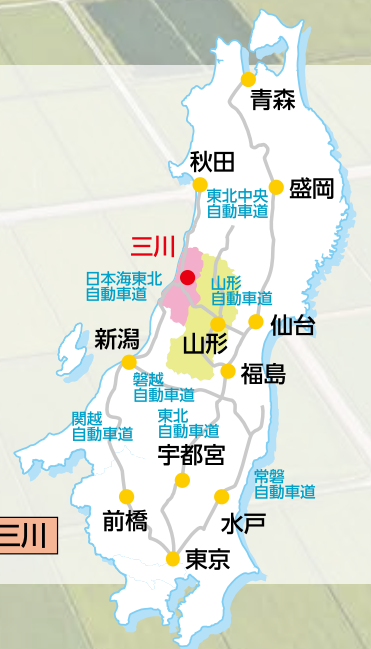 青森
秋田
盛岡
東北中央
自動車道
三川
日本海東北
自動車道
山形
自動車道
仙台
山形
新潟
福島
磐越
自動車道
関越
自動車道
東北
自動車道
宇都宮
常磐
自動車道
前橋
水戸
三川
東京